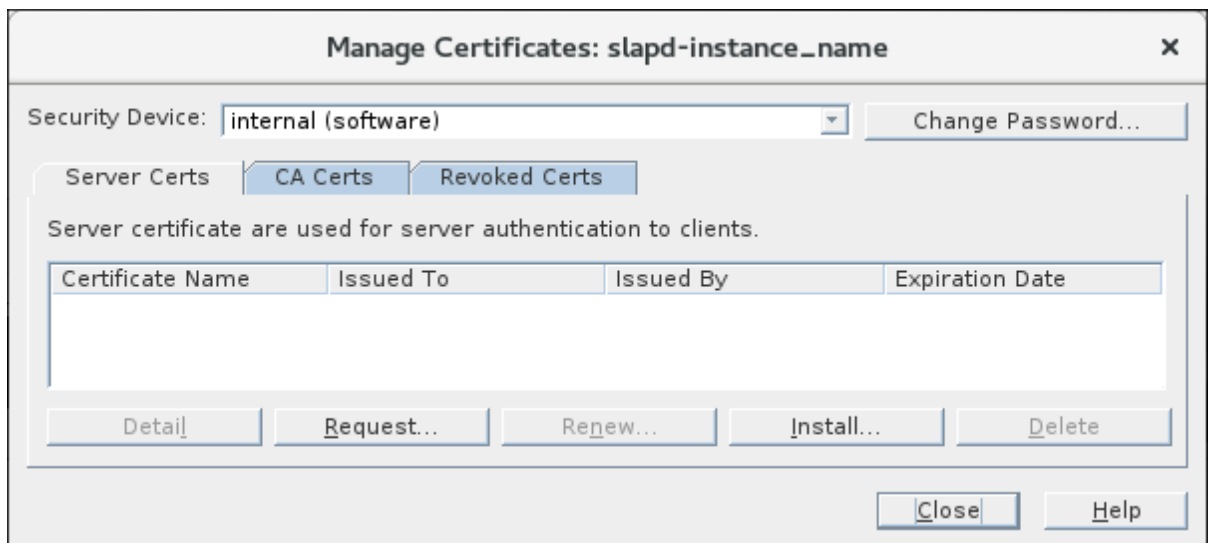 Manage Certificates: slapd-instance_name ×
Security Device: internal (software) Change Password...
Server Certs CA Certs Revoked Certs
Server certificate are used for server authentication to clients.
Certificate Name Issued To Issued By Expiration Date
Detail Request... Renew... Install... Delete
Close Help